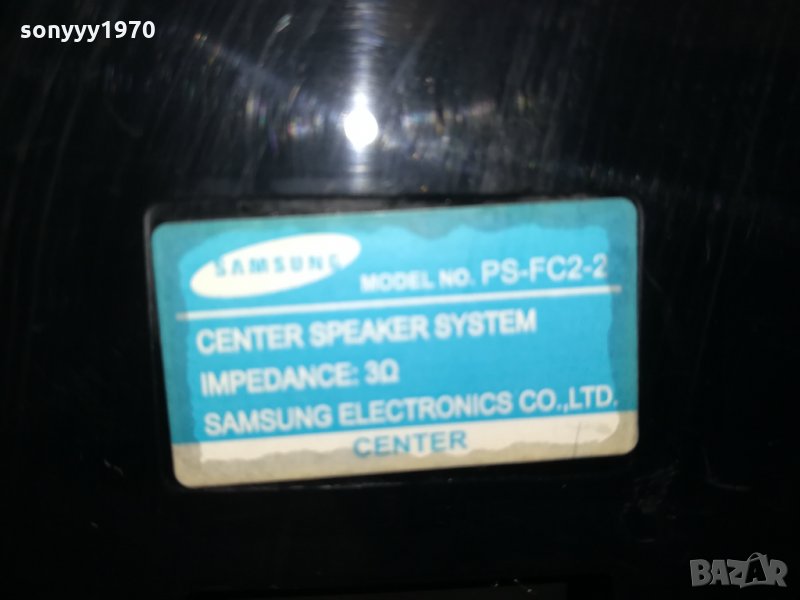 sonyyy1970
SAMSUNG MODEL NO. PS-FC2-2
CENTER SPEAKER SYSTEM
IMPEDANCE: 3Ω
SAMSUNG ELECTRONICS CO.,LTD.
CENTER
BAZAR